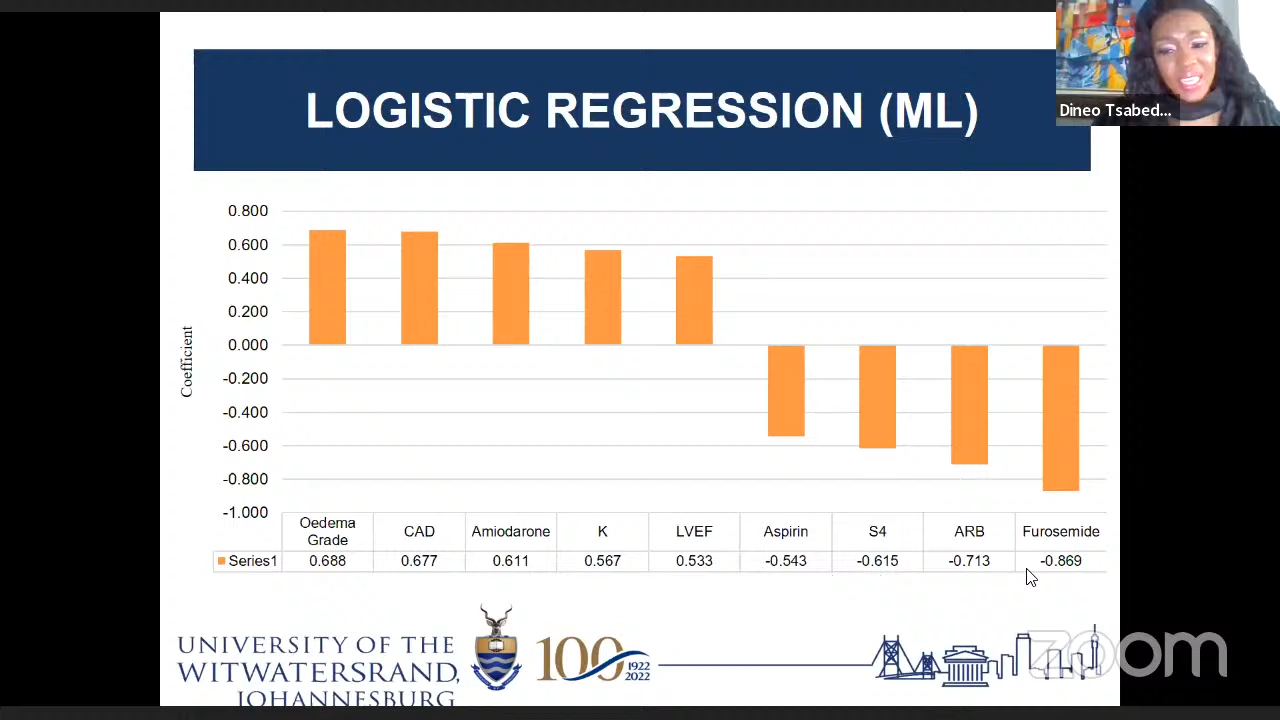 LOGISTIC REGRESSION (ML)
Dineo Tsabed...
0.800
0.600
0.400
0.200
0.000
-0.200
-0.400
-0.600
-0.800
-1.000
Coefficient
Oedema Grade CAD Amiodarone K LVEF Aspirin S4 ARB Furosemide
Series1 0.688 0.677 0.611 0.567 0.533 -0.543 -0.615 -0.713 -0.869
UNIVERSITY OF THE
WITWATERSRAND,
JOHANNESBURG
100
1922
2022
zoom